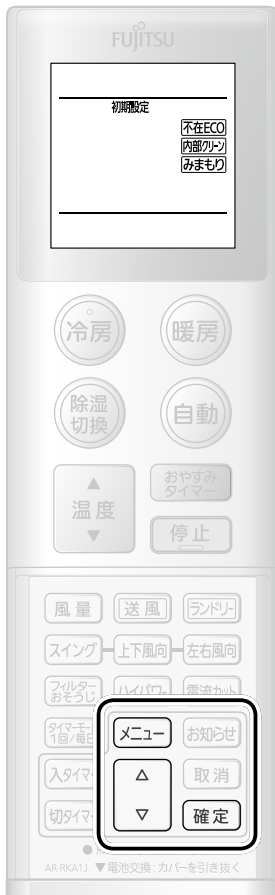 FUJITSU
初期設定
不在ECO
内部クリーン
みまもり
冷房
暖房
除湿
切換
自動
温度
おやすみ
タイマー
停止
風量
送風
ランドリー
スイング
上下風向
左右風向
フィルター
おそうじ
ハイパワー
電流カット
タイマーモー
1回/毎日
メニュー
お知らせ
入タイマ
取消
切タイマ
確定
AR-RKA1J ▼電池交換:カバーを引き抜く